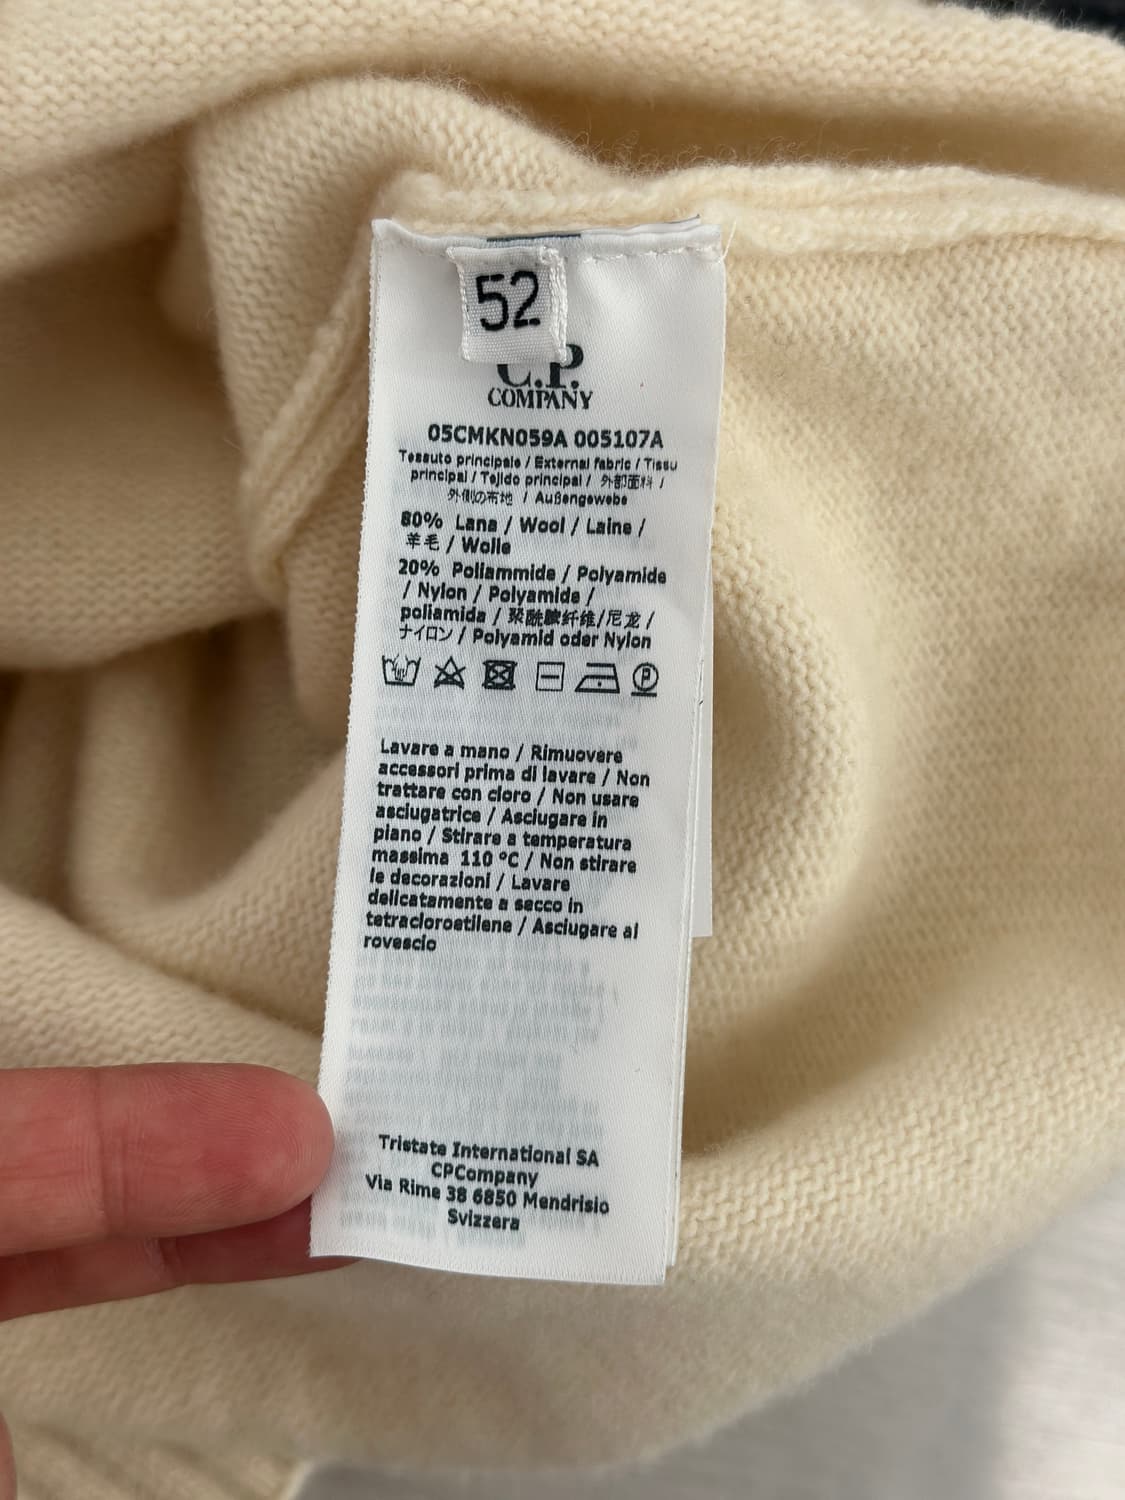 52
C.P.
COMPANY
05CMKN059A 005107A
Tessuto principale / External fabric / Tissu
principal / Tejido principal / 外部面料 /
外側の布地 / Außengewebe
80% Lana / Wool / Laine /
羊毛 / Wolle
20% Poliammide / Polyamide
/ Nylon / Polyamide /
poliamida / 聚酰胺纤维/尼龙 /
ナイロン / Polyamid oder Nylon
P
Lavare a mano / Rimuovere
accessori prima di lavare / Non
trattare con cloro / Non usare
asciugatrice / Asciugare in
piano / Stirare a temperatura
massima 110 °C / Non stirare
le decorazioni / Lavare
delicatamente a secco in
tetracloroetilene / Asciugare al
rovescio
Tristate International SA
CPCompany
Via Rime 38 6850 Mendrisio
Svizzera